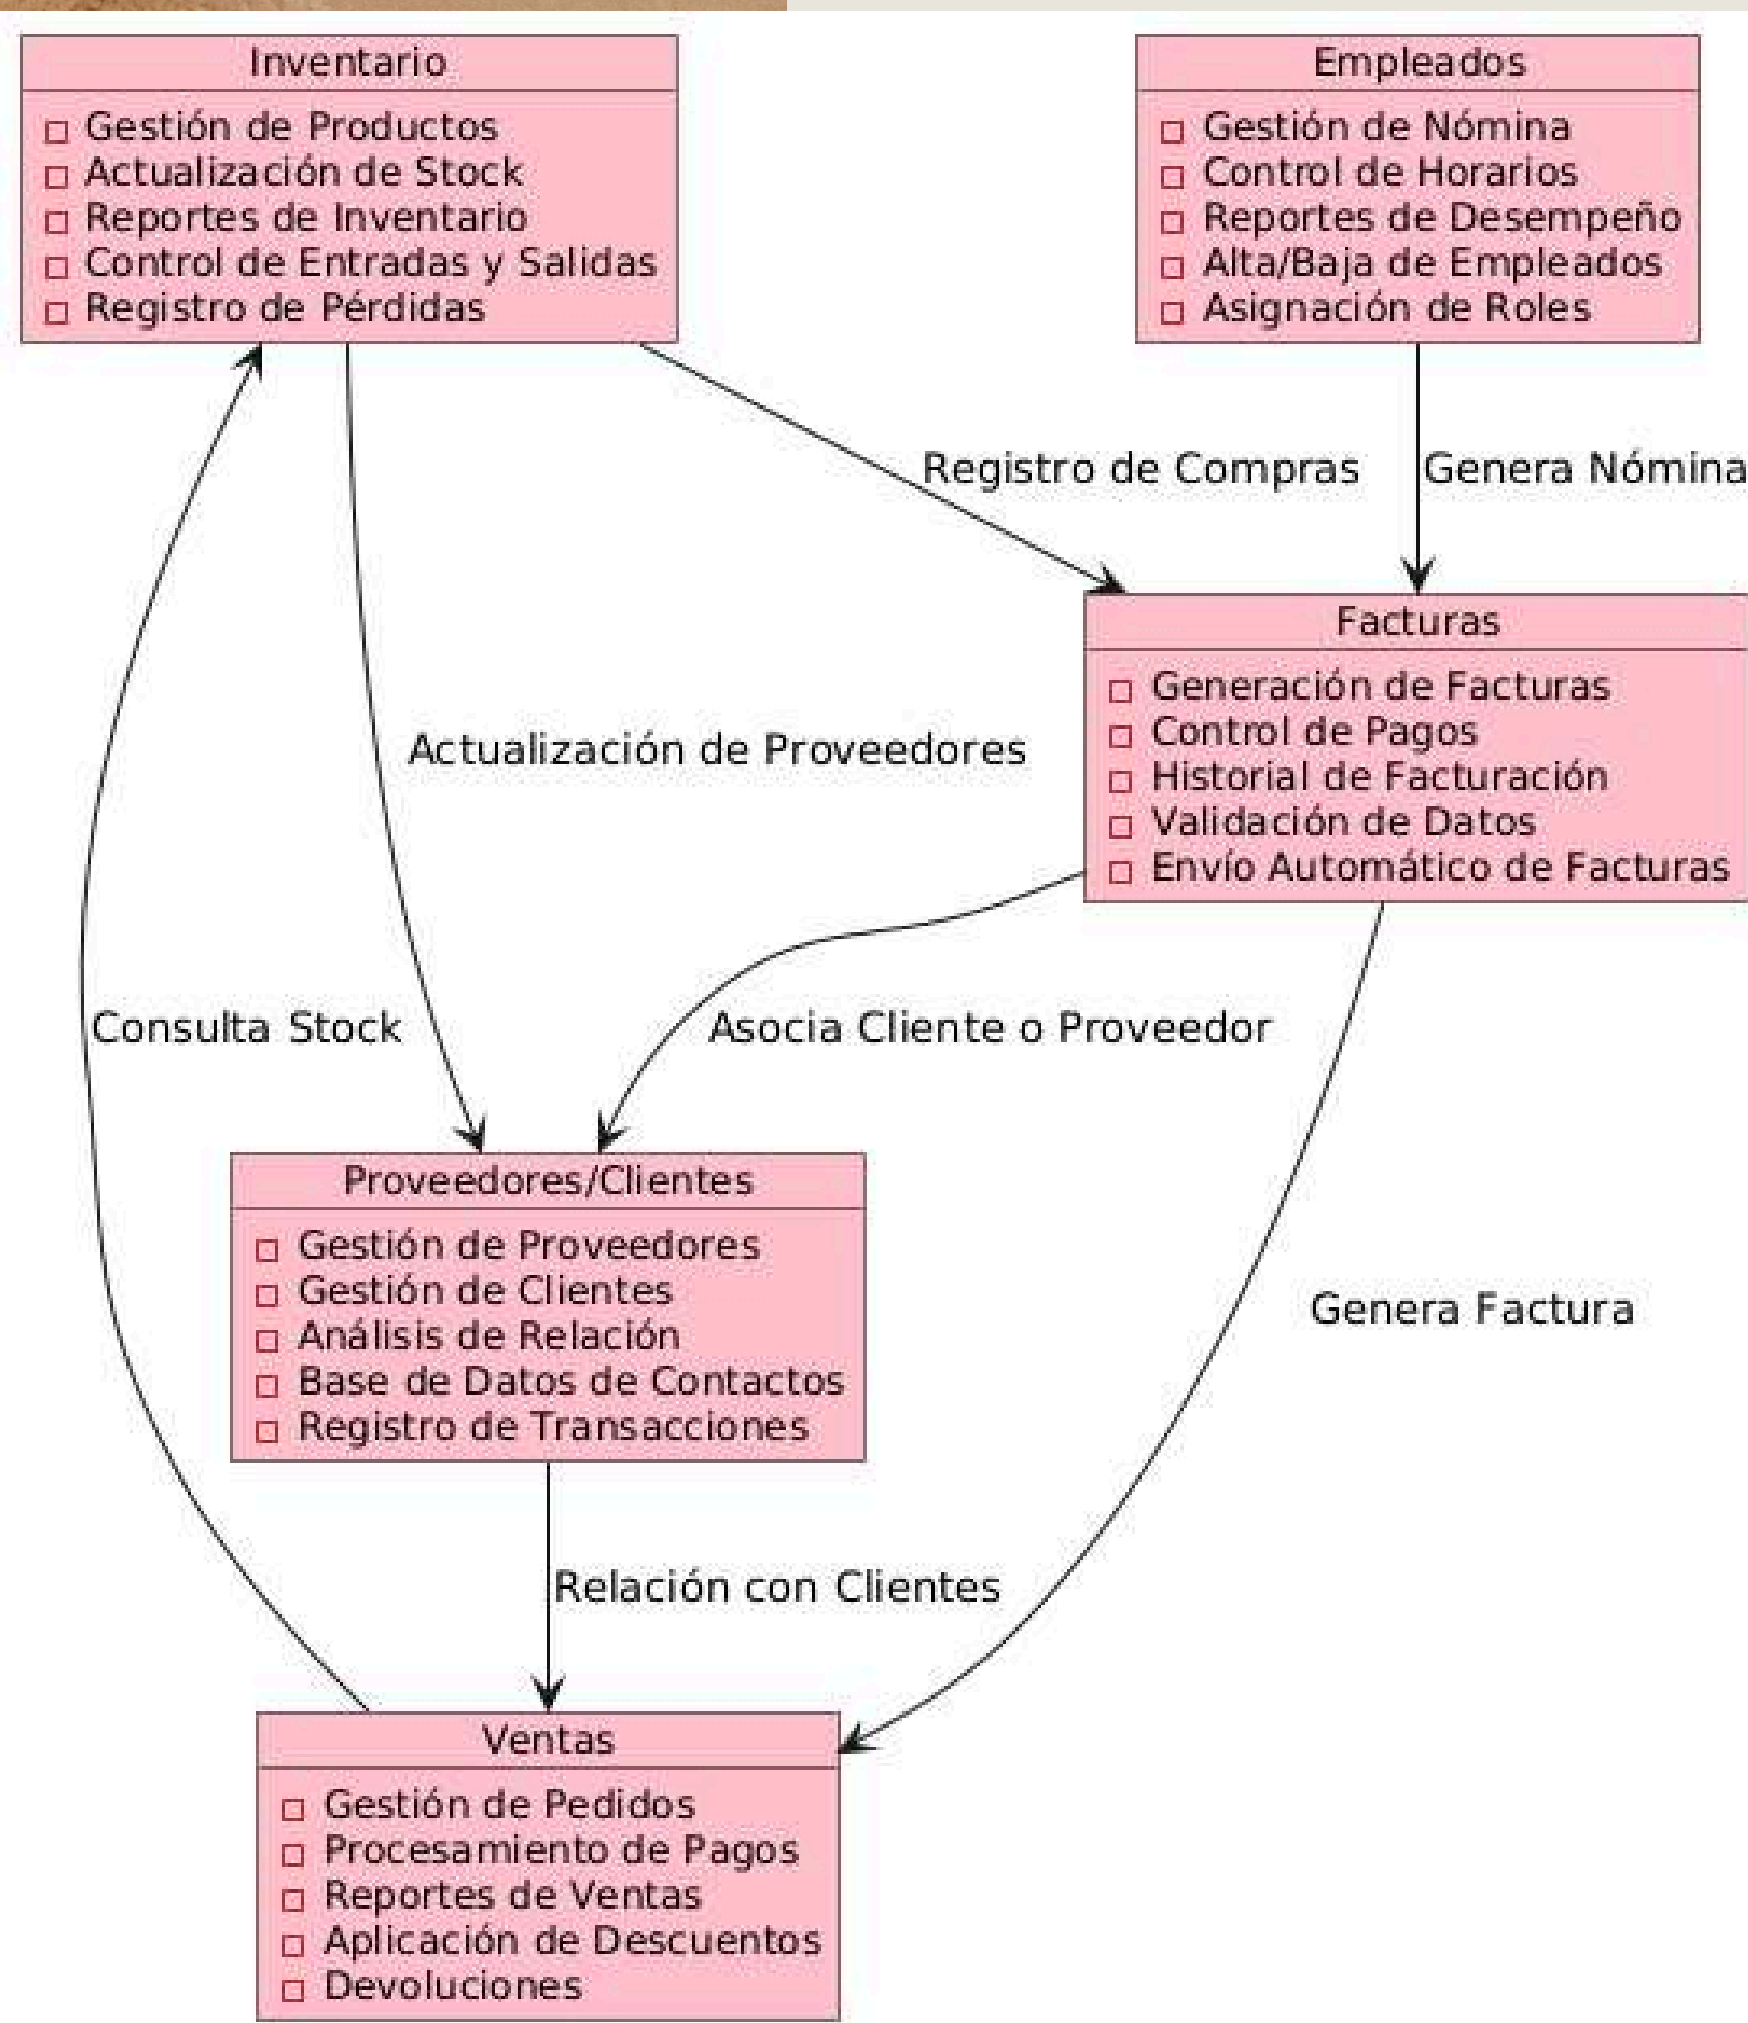 Inventario
Gestión de Productos
Actualización de Stock
Reportes de Inventario
Control de Entradas y Salidas
Registro de Pérdidas
Empleados
Gestión de Nómina
Control de Horarios
Reportes de Desempeño
Alta/Baja de Empleados
Asignación de Roles
Registro de Compras
Genera Nómina
Facturas
Generación de Facturas
Control de Pagos
Historial de Facturación
Validación de Datos
Envío Automático de Facturas
Actualización de Proveedores
Consulta Stock
Asocia Cliente o Proveedor
Proveedores/Clientes
Gestión de Proveedores
Gestión de Clientes
Análisis de Relación
Base de Datos de Contactos
Registro de Transacciones
Genera Factura
Relación con Clientes
Ventas
Gestión de Pedidos
Procesamiento de Pagos
Reportes de Ventas
Aplicación de Descuentos
Devoluciones